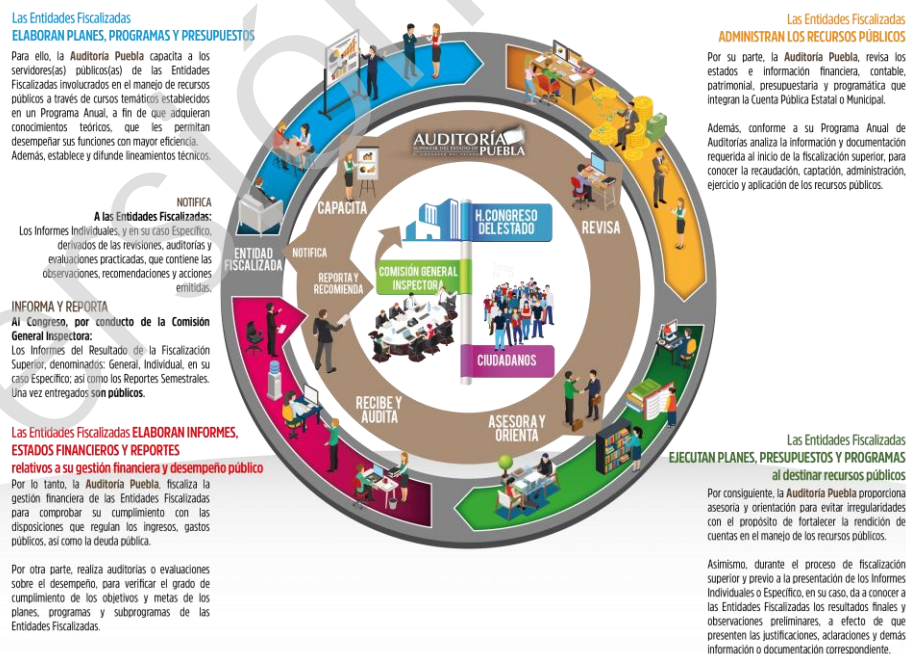 Las Entidades Fiscalizadas
ELABORAN PLANES, PROGRAMAS Y PRESUPUESTOS
Para ello, la Auditoría Puebla capacita a los
servidores(as) públicos(as) de las Entidades
Fiscalizadas involucrados en el manejo de recursos
públicos a través de cursos temáticos establecidos
en un Programa Anual, a fin de que adquieran
conocimientos teóricos, que les permitan
desempeñar sus funciones con mayor eficiencia.
Además, establece y difunde lineamientos técnicos.
NOTIFICA
A las Entidades Fiscalizadas:
Los Informes Individuales, y en su caso Específico,
derivados de las revisiones, auditorías y
evaluaciones practicadas, que contiene las
observaciones, recomendaciones y acciones
emitidas.
INFORMA Y REPORTA
Al Congreso, por conducto de la Comisión
General Inspectora:
Los Informes del Resultado de la Fiscalización
Superior, denominados: General, Individual, en su
caso Específico; así como los Reportes Semestrales.
Una vez entregados son públicos.
Las Entidades Fiscalizadas ELABORAN INFORMES,
ESTADOS FINANCIEROS Y REPORTES
relativos a su gestión financiera y desempeño público
Por lo tanto, la Auditoría Puebla, fiscaliza la
gestión financiera de las Entidades Fiscalizadas
para comprobar su cumplimiento con las
disposiciones que regulan los ingresos, gastos
públicos, así como la deuda pública.
Por otra parte, realiza auditorías o evaluaciones
sobre el desempeño, para verificar el grado de
cumplimiento de los objetivos y metas de los
planes, programas y subprogramas de las
Entidades Fiscalizadas.
AUDITORÍA
PUEBLA
CAPACITA
REVISA
H.CONGRESO
DEL ESTADO
ENTIDAD
FISCALIZADA
NOTIFICA
REPORTA Y
RECOMIENDA
COMISIÓN GENERAL
INSPECTORA
CIUDADANOS
RECIBE Y
AUDITA
ASESORA Y
ORIENTA
Las Entidades Fiscalizadas
ADMINISTRAN LOS RECURSOS PÚBLICOS
Por su parte, la Auditoría Puebla, revisa los
estados e información financiera, contable,
patrimonial, presupuestaria y programática que
integran la Cuenta Pública Estatal o Municipal.
Además, conforme a su Programa Anual de
Auditorías analiza la información y documentación
requerida al inicio de la fiscalización superior, para
conocer la recaudación, captación, administración,
ejercicio y aplicación de los recursos públicos.
Las Entidades Fiscalizadas
EJECUTAN PLANES, PRESUPUESTOS Y PROGRAMAS
al destinar recursos públicos
Por consiguiente, la Auditoría Puebla proporciona
asesoría y orientación para evitar irregularidades
con el propósito de fortalecer la rendición de
cuentas en el manejo de los recursos públicos.
Asimismo, durante el proceso de fiscalización
superior y previo a la presentación de los Informes
Individuales o Específico, en su caso, da a conocer a
las Entidades Fiscalizadas los resultados finales y
observaciones preliminares, a efecto de que
presenten las justificaciones, aclaraciones y demás
información o documentación correspondiente.